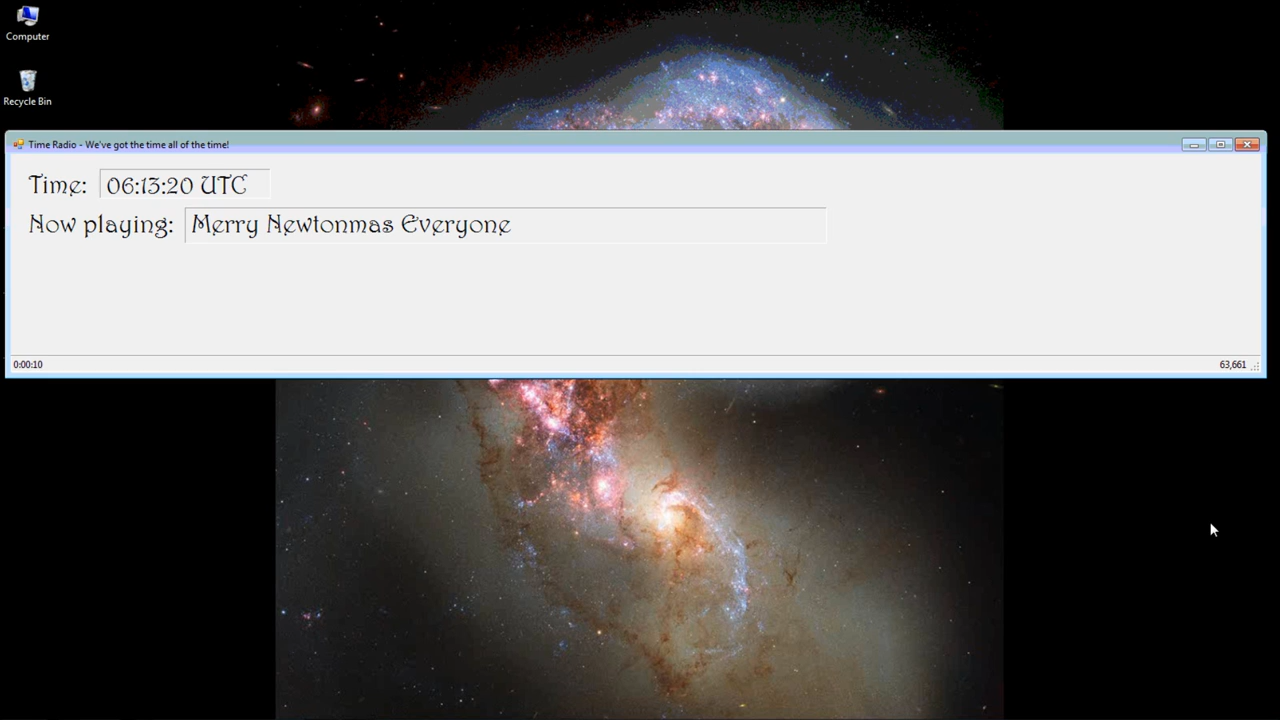 Computer
Recycle Bin
Time Radio - We've got the time all of the time!
Time: 06:13:20 UTC
Now playing: Merry Newtonmas Everyone
0:00:10 63,661